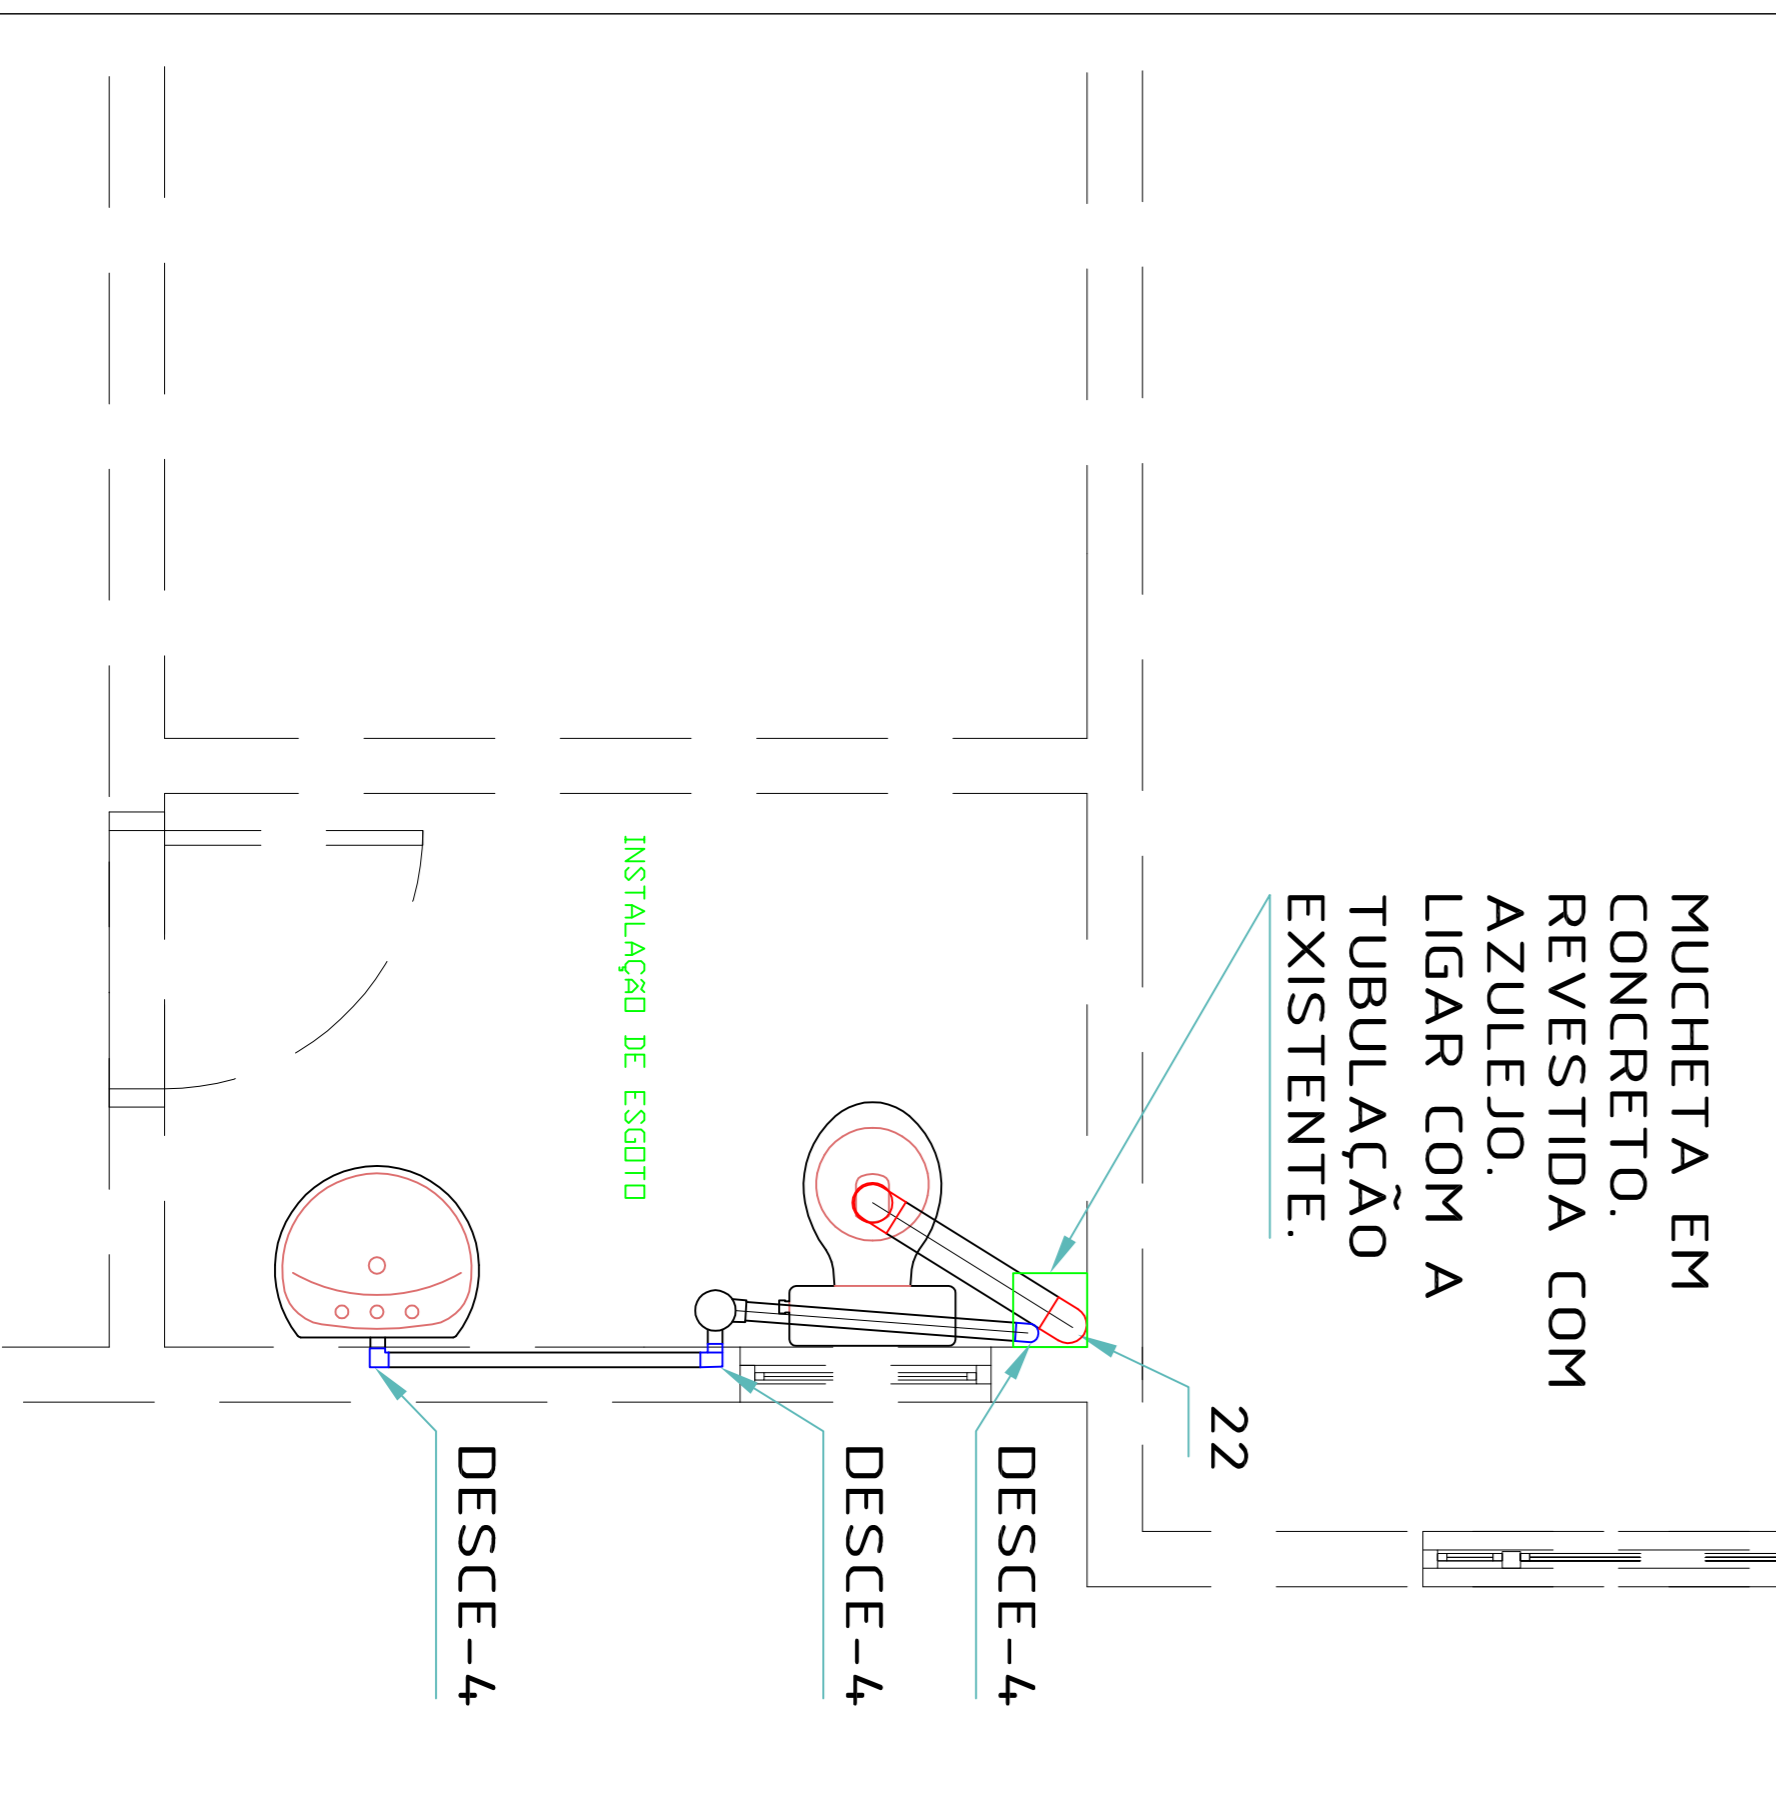 MUCHETA EM
CONCRETO.
REVESTIDA COM
AZULEJO.
LIGAR COM A
TUBULAÇÃO
EXISTENTE.
22
INSTALAÇÃO DE ESGOTO
DESCE-4
DESCE-4
DESCE-4